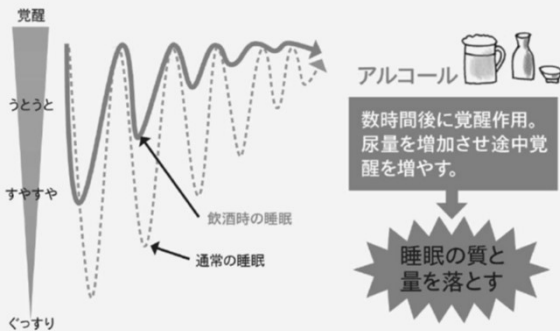 覚醒
うとうと
すやすや
ぐっすり
飲酒時の睡眠
通常の睡眠
アルコール
数時間後に覚醒作用。
尿量を増加させ途中覚
醒を増やす。
睡眠の質と
量を落とす